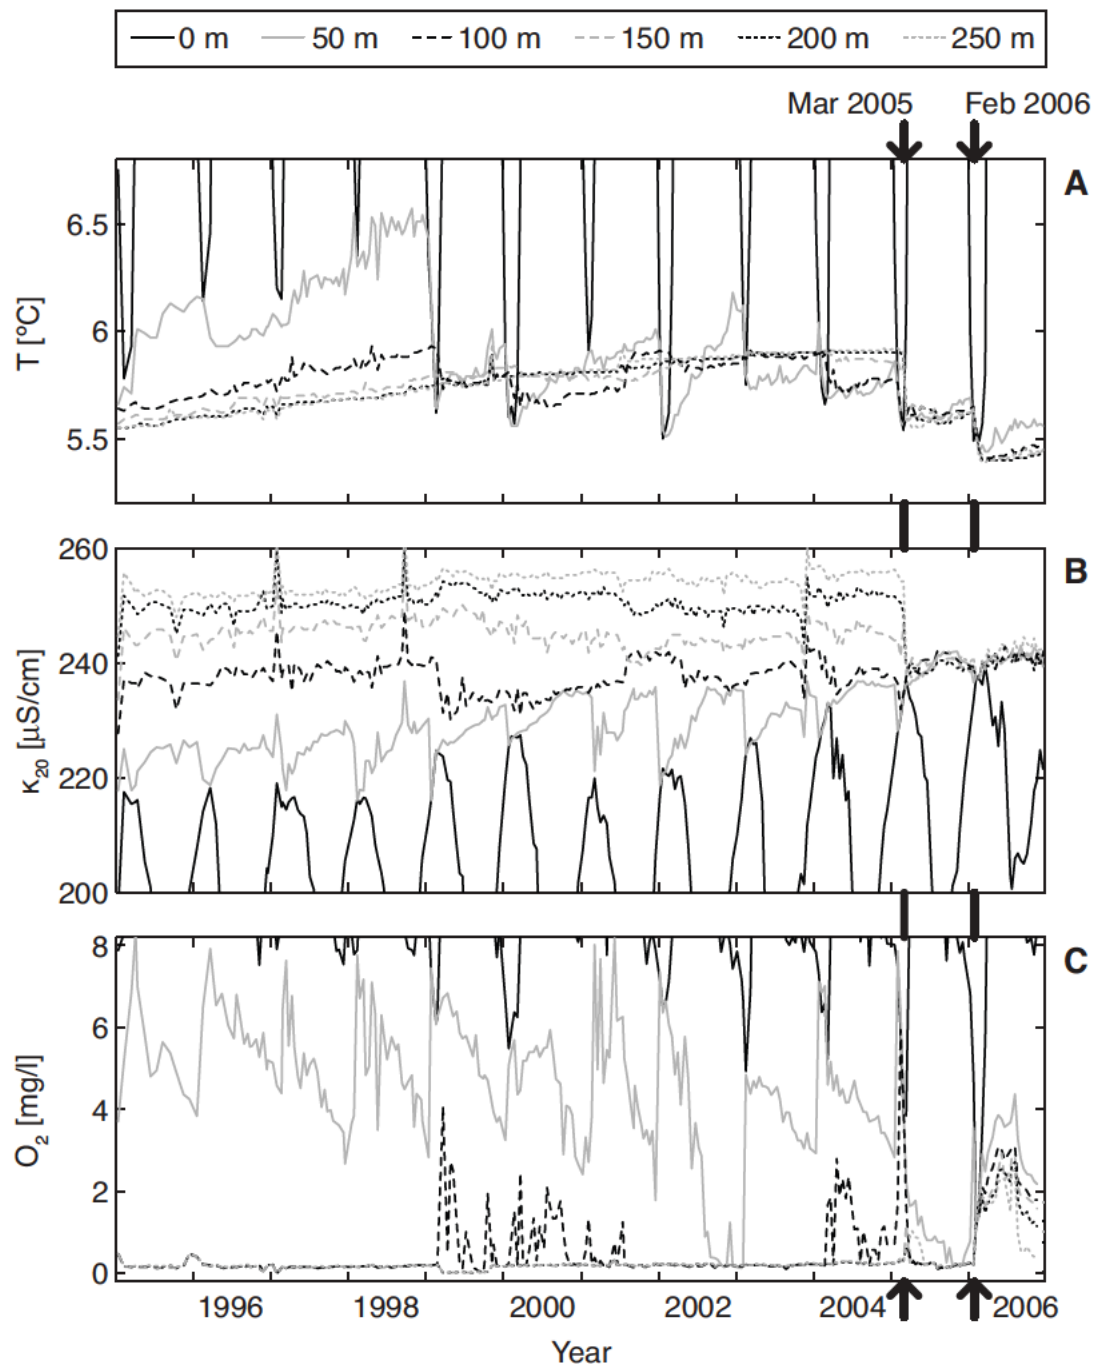 0 m 50 m 100 m 150 m 200 m 250 m
Mar 2005 Feb 2006
A
6.5
6
5.5
T [°C]
B
260
240
220
200
κ20 [µS/cm]
C
8
6
4
2
0
O2 [mg/l]
1996 1998 2000 2002 2004 2006
Year